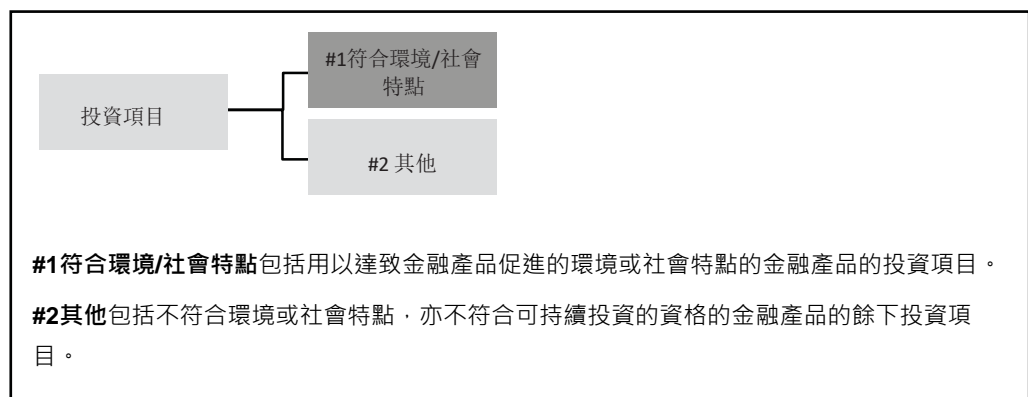 #1符合環境/社會
特點
投資項目
#2 其他
#1符合環境/社會特點包括用以達致金融產品促進的環境或社會特點的金融產品的投資項目。
#2其他包括不符合環境或社會特點，亦不符合可持續投資的資格的金融產品的餘下投資項
目。